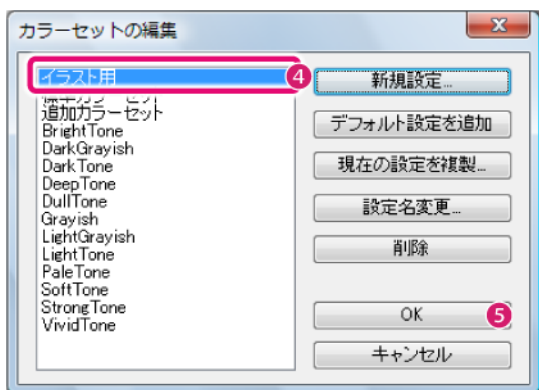 カラーセットの編集
イラスト用
4
追加カラーセット
BrightTone
DarkGrayish
DarkTone
DeepTone
DullTone
Grayish
LightGrayish
LightTone
PaleTone
SoftTone
StrongTone
VividTone
新規設定...
デフォルト設定を追加
現在の設定を複製...
設定名変更...
削除
OK
5
キャンセル